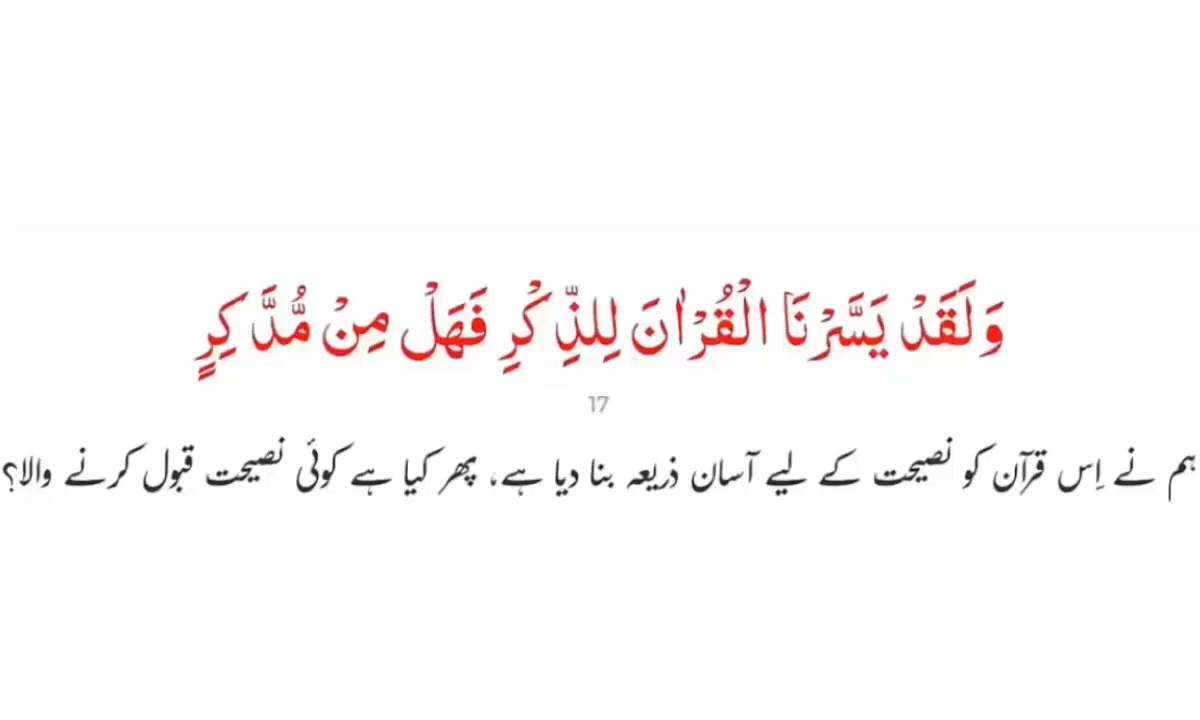 وَلَقَدْ يَسَّرْنَا الْقُرْاٰنَ لِلذِّكْرِ فَهَلْ مِنْ مُّدَّكِرٍ
17
ہم نے اِس قرآن کو نصیحت کے لیے آسان ذریعہ بنا دیا ہے، پھر کیا ہے کوئی نصیحت قبول کرنے والا؟